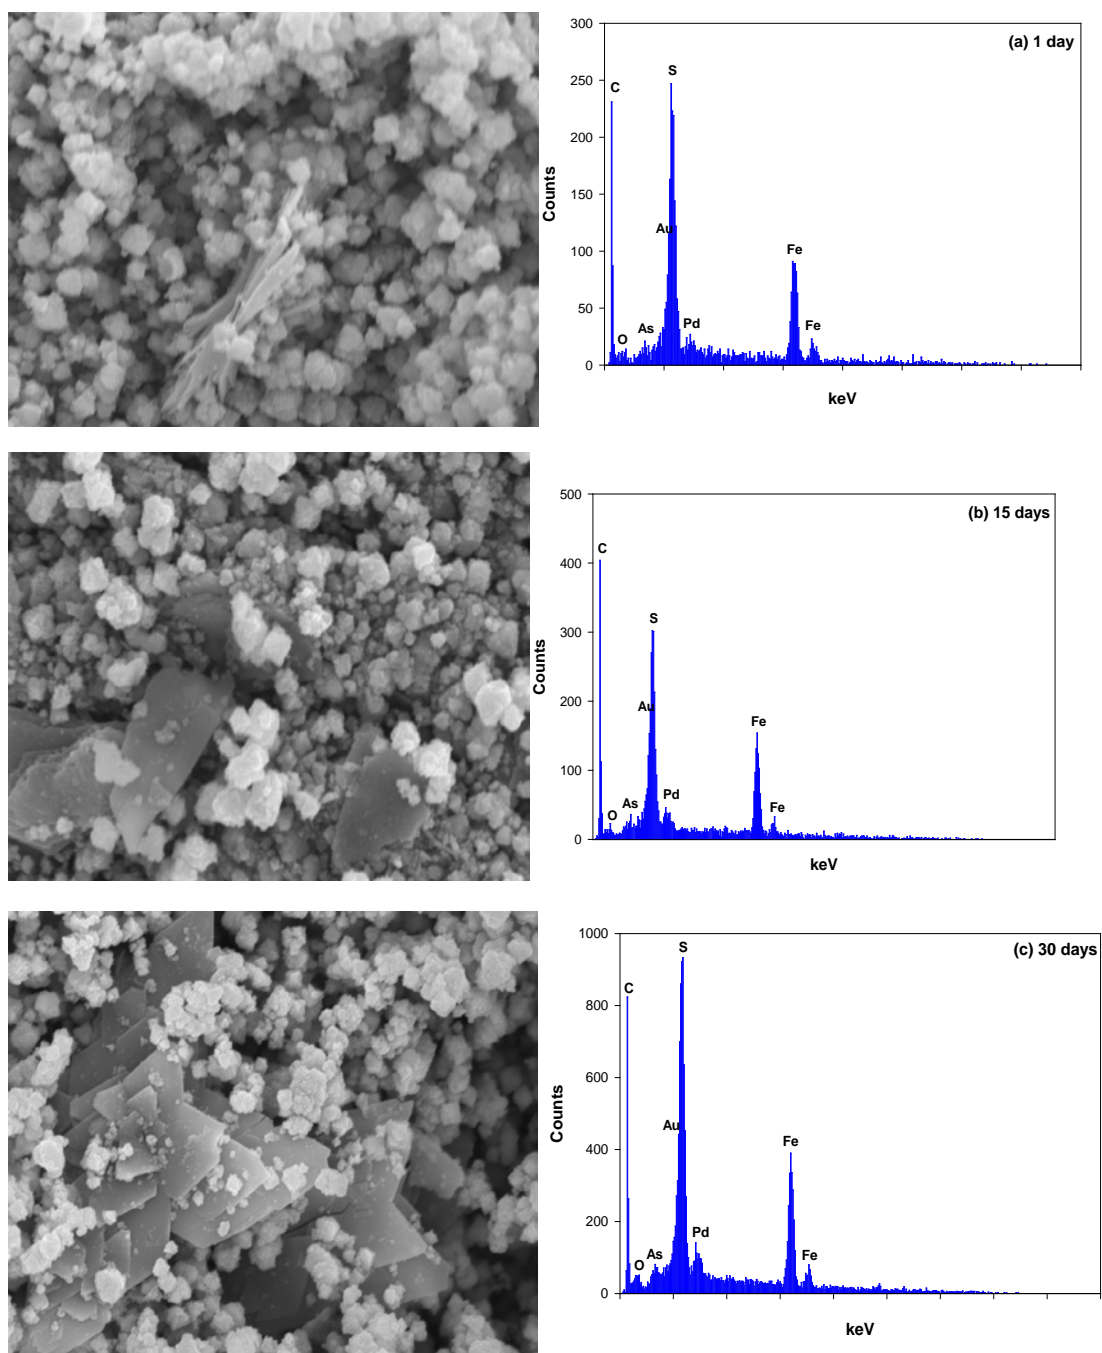 300
(a) 1 day
250
S
C
200
150
Counts
Au
100
Fe
50
As
Pd
Fe
O
0
keV
500
(b) 15 days
C
400
S
300
Counts
200
Au
Fe
100
As
Pd
Fe
O
0
keV
1000
(c) 30 days
S
C
800
600
Au
Counts
Fe
400
200
Pd
As
Fe
O
0
keV